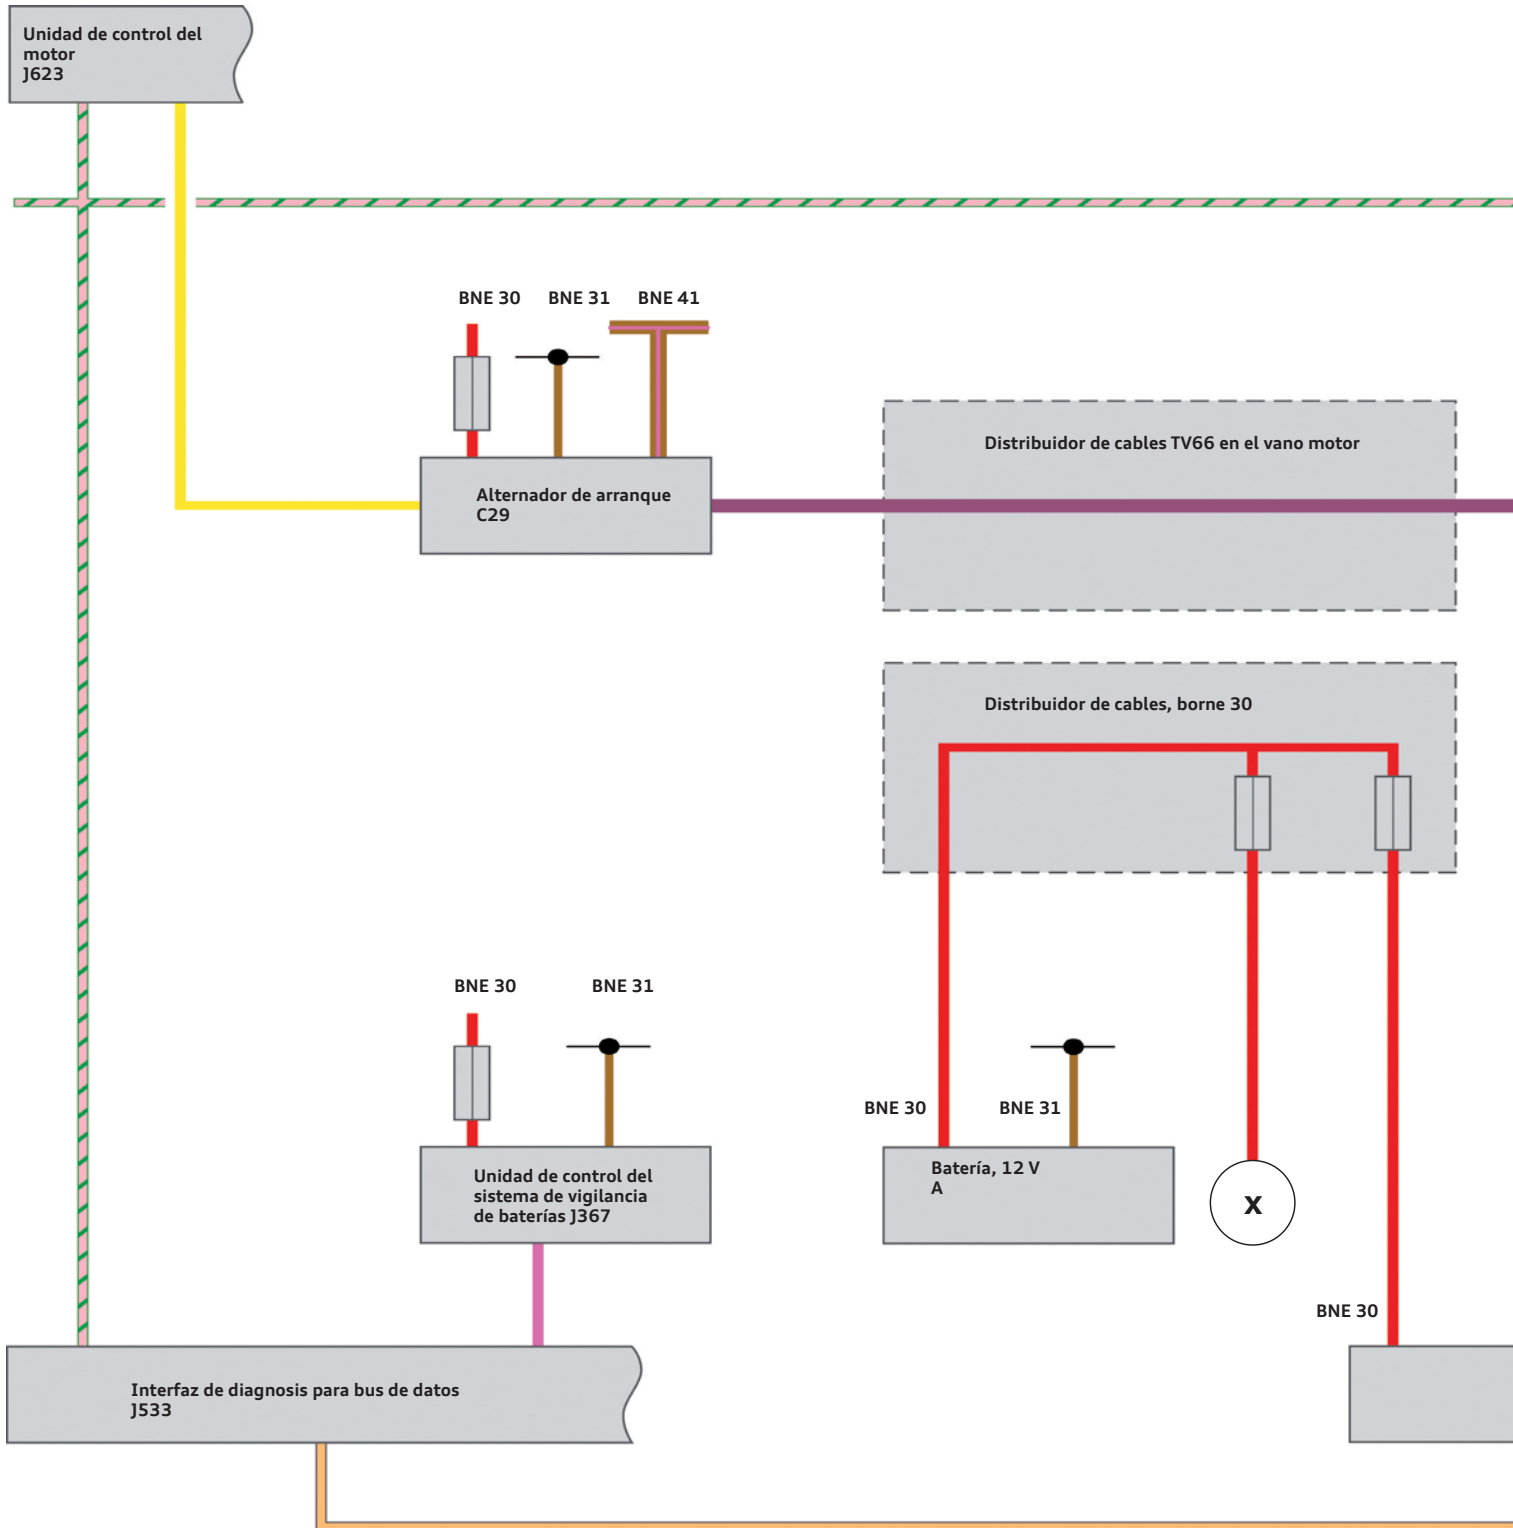 Unidad de control del
motor
J623
BNE 30
BNE 31
BNE 41
Distribuidor de cables TV66 en el vano motor
Alternador de arranque
C29
Distribuidor de cables, borne 30
BNE 30
BNE 31
BNE 30
BNE 31
Unidad de control del
sistema de vigilancia
de baterías J367
Batería, 12 V
A
X
BNE 30
Interfaz de diagnosis para bus de datos
J533